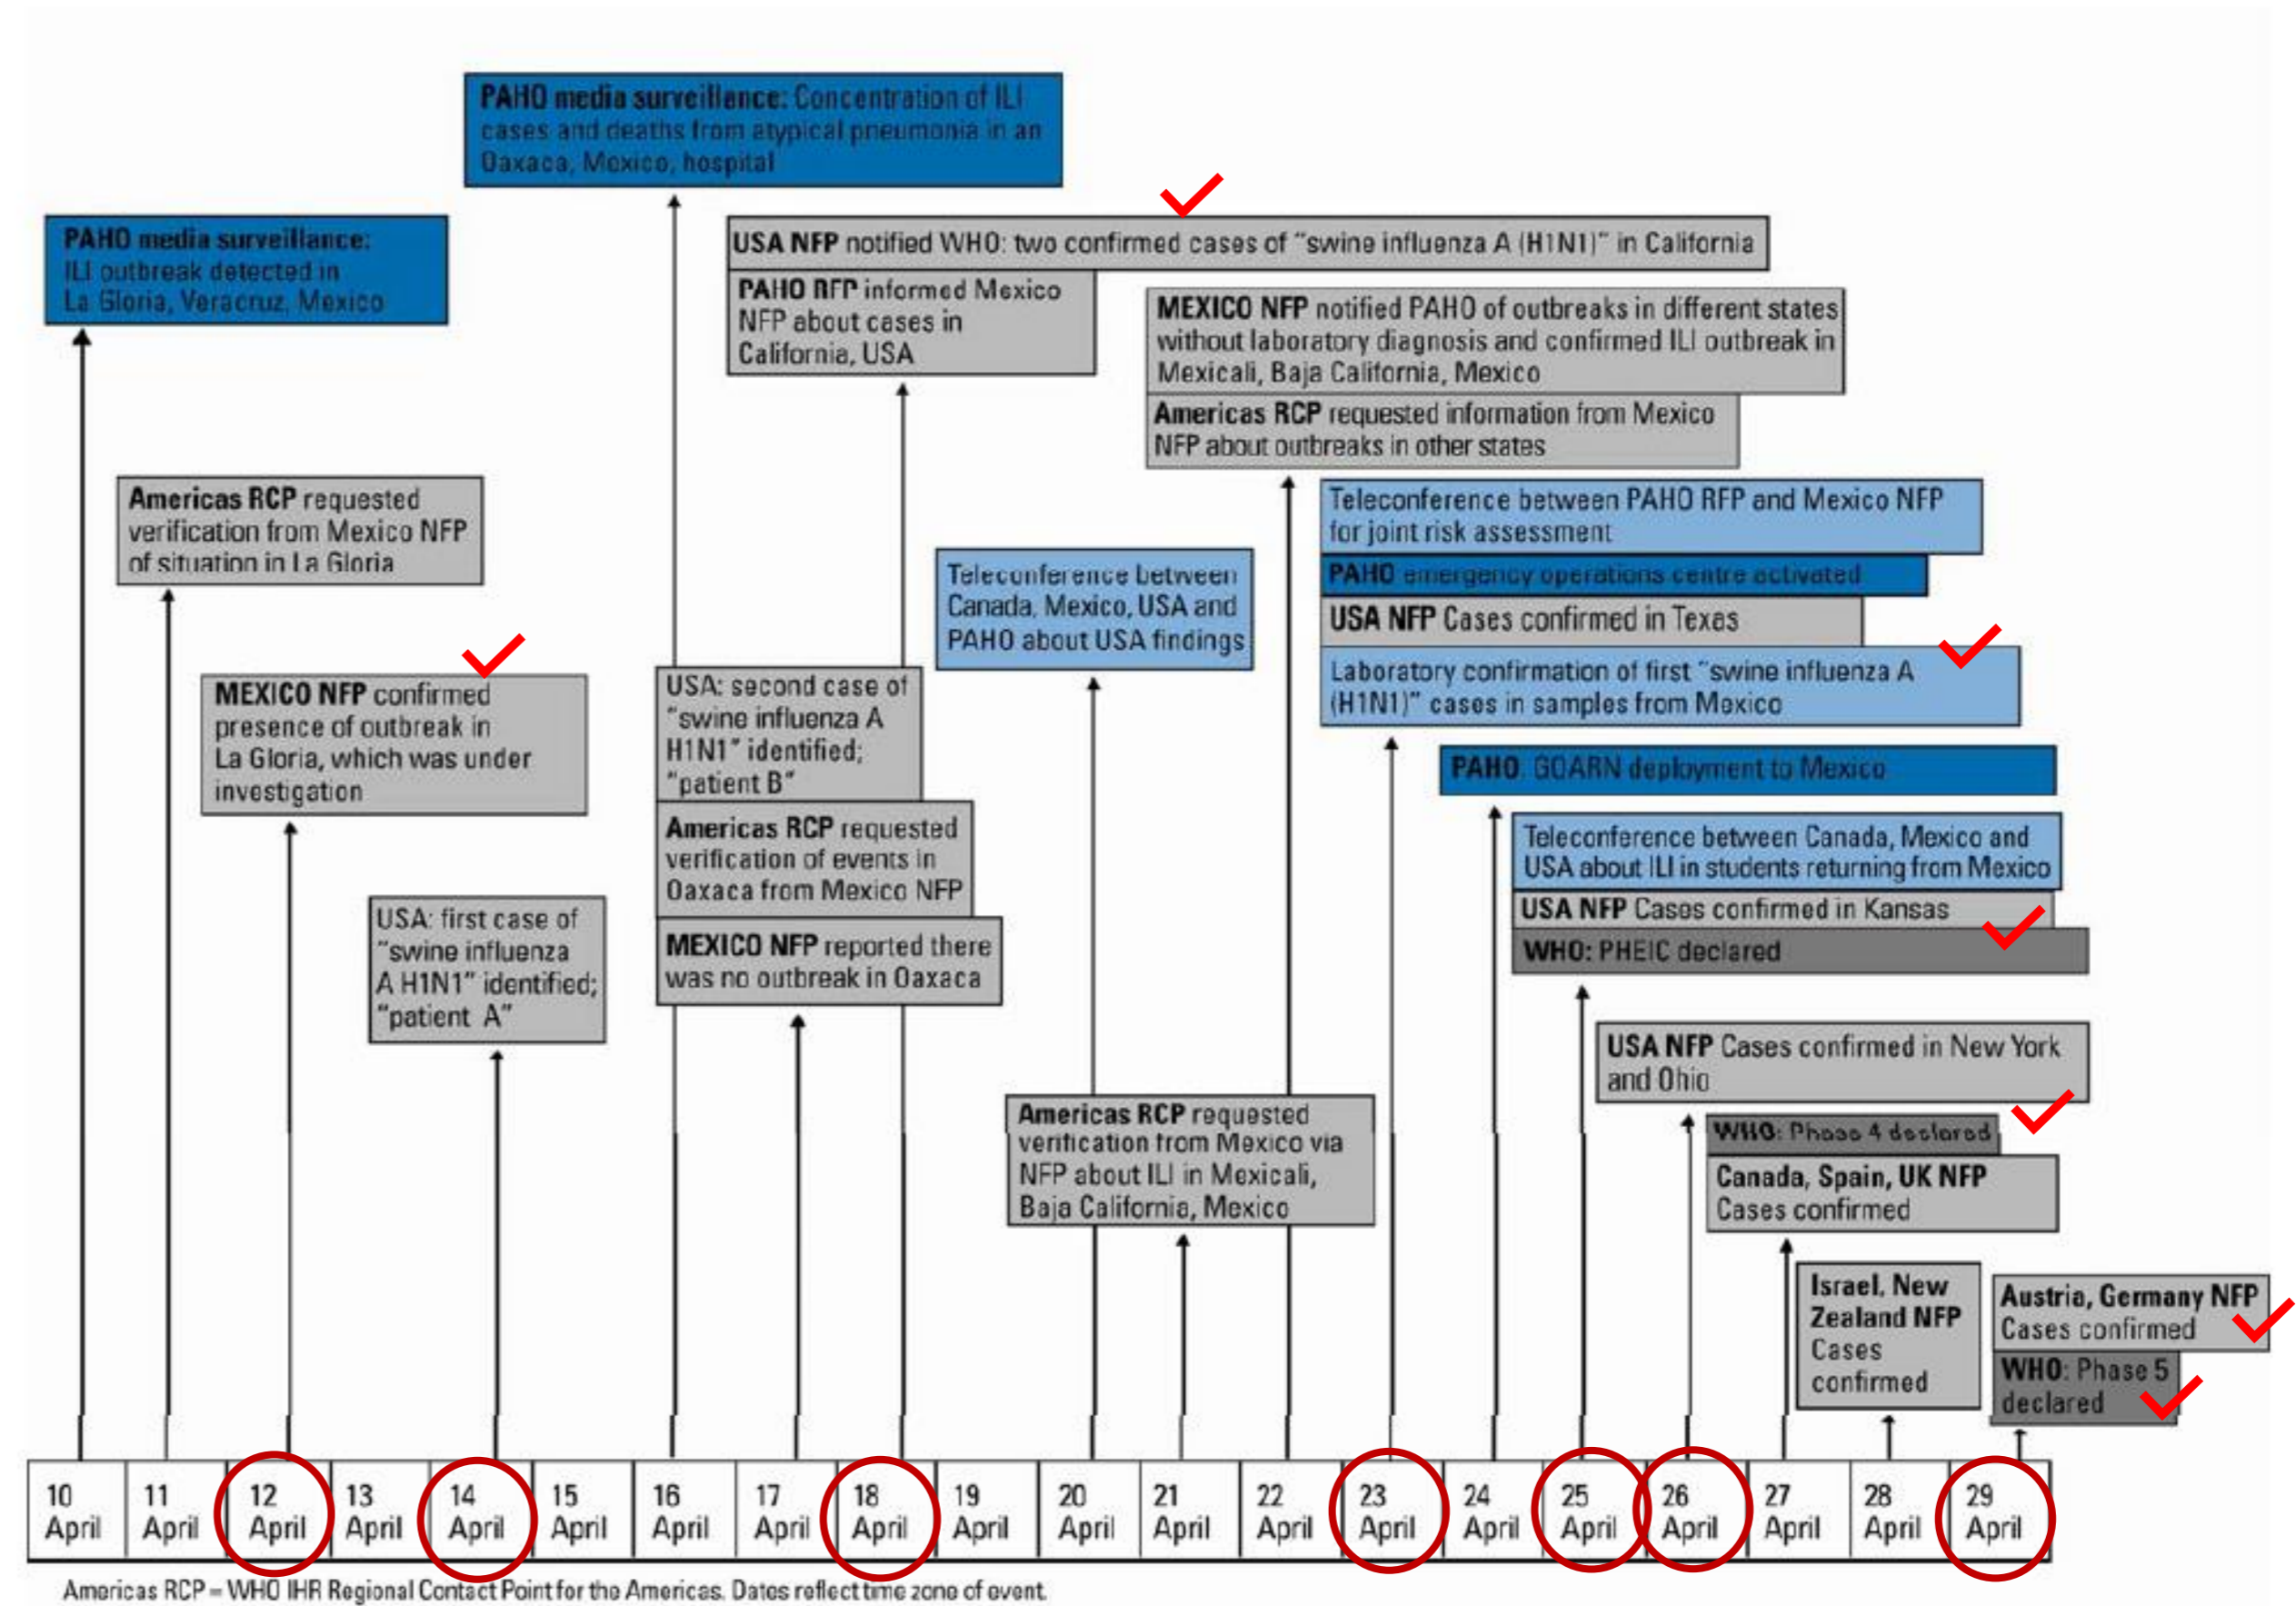 PAHO media surveillance: Concentration of ILI
cases and deaths from atypical pneumonia in an
Oaxaca, Mexico, hospital
PAHO media surveillance:
ILI outbreak detected in
La Gloria, Veracruz, Mexico
USA NFP notified WHO: two confirmed cases of "swine influenza A (H1N1)" in California
PAHO RFP informed Mexico
NFP about cases in
California, USA
MEXICO NFP notified PAHO of outbreaks in different states
without laboratory diagnosis and confirmed ILI outbreak in
Mexicali, Baja California, Mexico
Americas RCP requested information from Mexico
NFP about outbreaks in other states
Americas RCP requested
verification from Mexico NFP
of situation in La Gloria
Teleconference between PAHO RFP and Mexico NFP
for joint risk assessment
PAHO emergency operations centre activated
USA NFP Cases confirmed in Texas
Laboratory confirmation of first "swine influenza A
(H1N1)" cases in samples from Mexico
Teleconference between
Canada, Mexico, USA and
PAHO about USA findings
MEXICO NFP confirmed
presence of outbreak in
La Gloria, which was under
investigation
USA: second case of
"swine influenza A
H1N1" identified;
"patient B"
Americas RCP requested
verification of events in
Oaxaca from Mexico NFP
MEXICO NFP reported there
was no outbreak in Oaxaca
PAHO: GOARN deployment to Mexico
Teleconference between Canada, Mexico and
USA about ILI in students returning from Mexico
USA NFP Cases confirmed in Kansas
WHO: PHEIC declared
USA: first case of
"swine influenza
A H1N1" identified;
"patient A"
USA NFP Cases confirmed in New York
and Ohio
Americas RCP requested
verification from Mexico via
NFP about ILI in Mexicali,
Baja California, Mexico
WHO: Phase 4 declared
Canada, Spain, UK NFP
Cases confirmed
Israel, New
Zealand NFP
Cases
confirmed
Austria, Germany NFP
Cases confirmed
WHO: Phase 5
declared
10 April
11 April
12 April
13 April
14 April
15 April
16 April
17 April
18 April
19 April
20 April
21 April
22 April
23 April
24 April
25 April
26 April
27 April
28 April
29 April
Americas RCP = WHO IHR Regional Contact Point for the Americas. Dates reflect time zone of event.